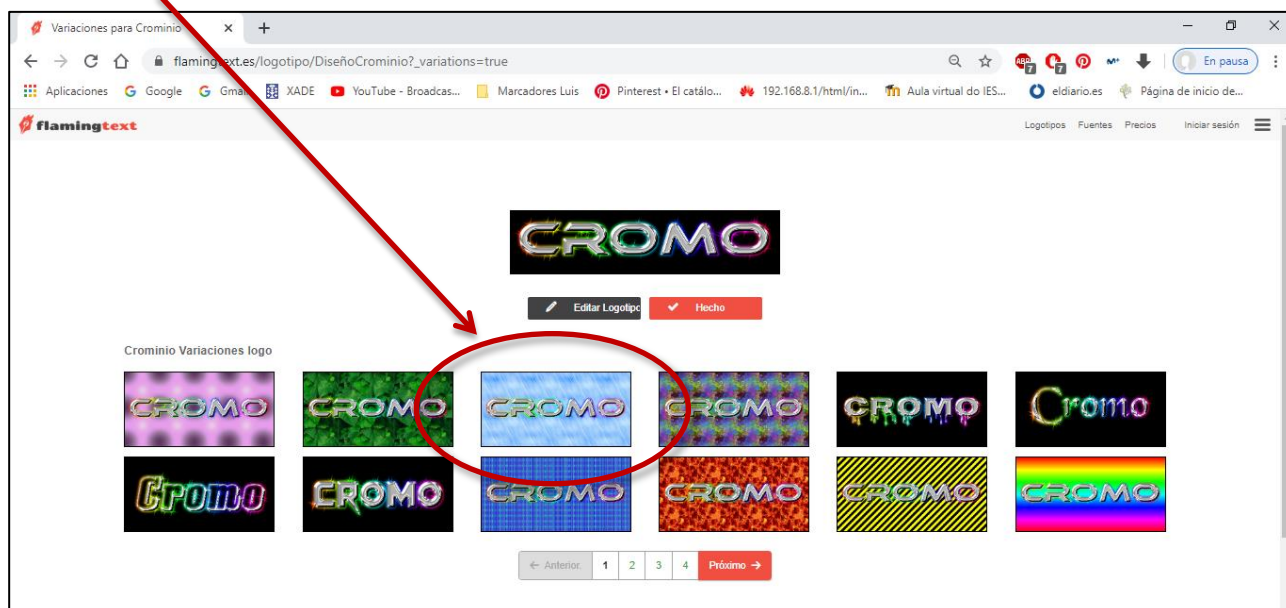 Variaciones para Crominio
flamingtext.es/logotipo/DiseñoCrominio?_variations=true
ABP 7 7 En pausa
Aplicaciones Google Gmail XADE YouTube - Broadcas... Marcadores Luis Pinterest • El catálo... 192.168.8.1/html/in... Aula virtual do IES... eldiario.es Página de inicio de...
flamingtext Logotipos Fuentes Precios Iniciar sesión
CROMO
Editar Logotipo Hecho
Crominio Variaciones logo
CROMO CROMO CROMO CROMO CROMO Cromo
Cromo CROMO CROMO CROMO CROMO CROMO
← Anterior. 1 2 3 4 Próximo →